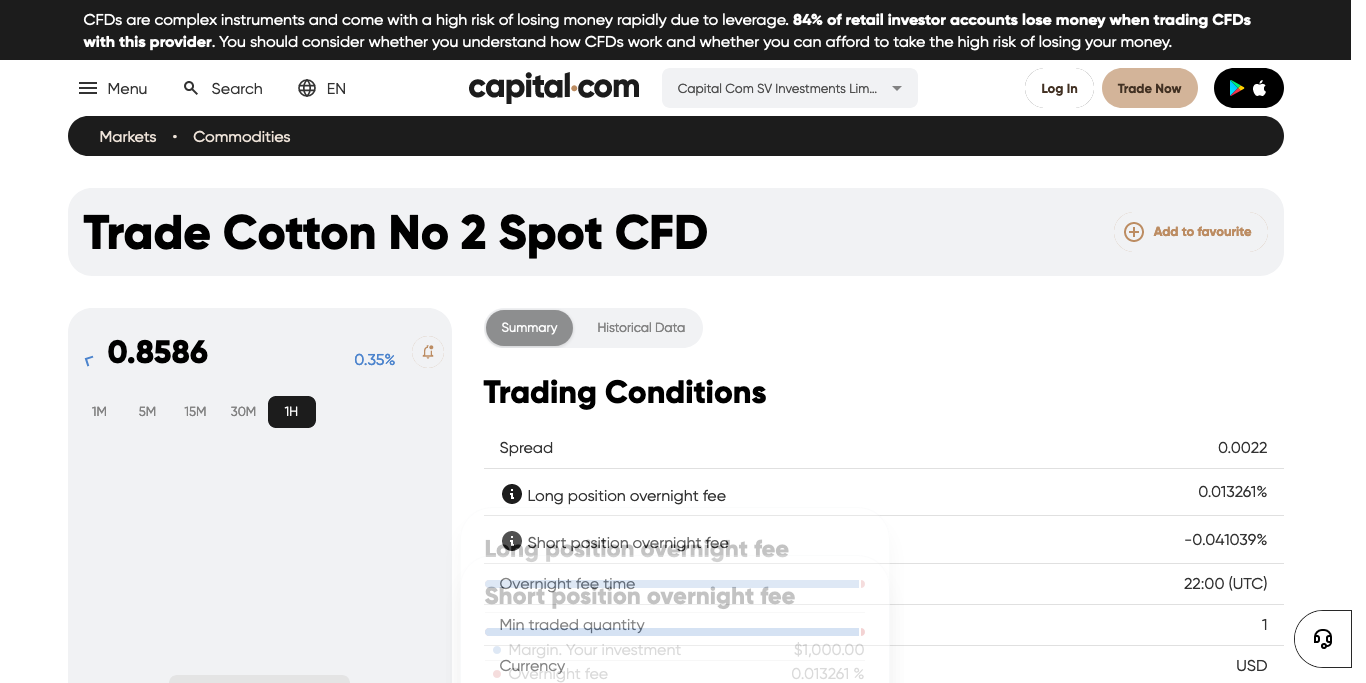 CFDs are complex instruments and come with a high risk of losing money rapidly due to leverage. 84% of retail investor accounts lose money when trading CFDs
with this provider. You should consider whether you understand how CFDs work and whether you can afford to take the high risk of losing your money.
Menu Search EN capital.com Capital Com SV Investments Lim... Log In Trade Now
Markets • Commodities
Trade Cotton No 2 Spot CFD Add to favourite
0.8586 0.35%
1M 5M 15M 30M 1H
Summary Historical Data
Trading Conditions
Spread 0.0022
Long position overnight fee 0.013261%
Short position overnight fee -0.041039%
Long position overnight fee
Overnight fee time 22:00 (UTC)
Short position overnight fee
Min traded quantity 1
Margin. Your investment $1,000.00
Currency USD
Overnight fee 0.013261 %